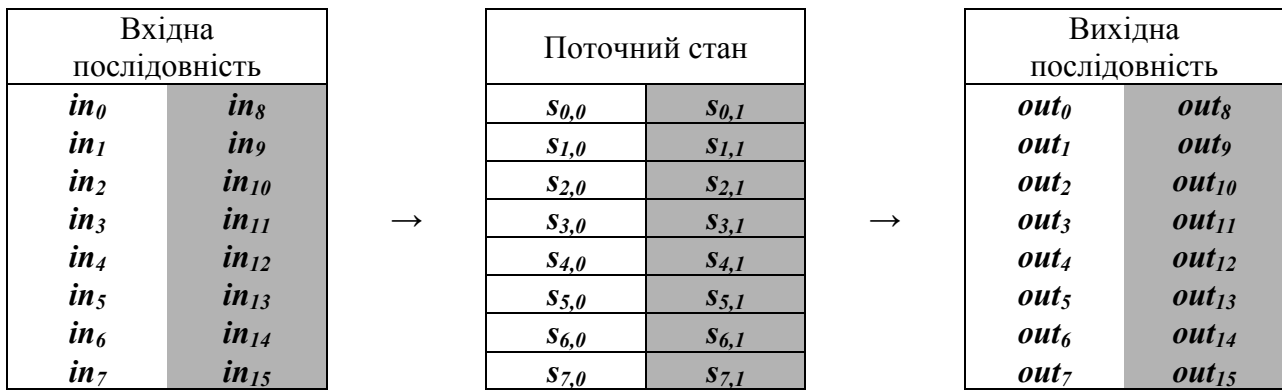 Вхідна послідовність
in0 in8
in1 in9
in2 in10
in3 in11
in4 in12
in5 in13
in6 in14
in7 in15
→
Поточний стан
s0,0 s0,1
s1,0 s1,1
s2,0 s2,1
s3,0 s3,1
s4,0 s4,1
s5,0 s5,1
s6,0 s6,1
s7,0 s7,1
→
Вихідна послідовність
out0 out8
out1 out9
out2 out10
out3 out11
out4 out12
out5 out13
out6 out14
out7 out15